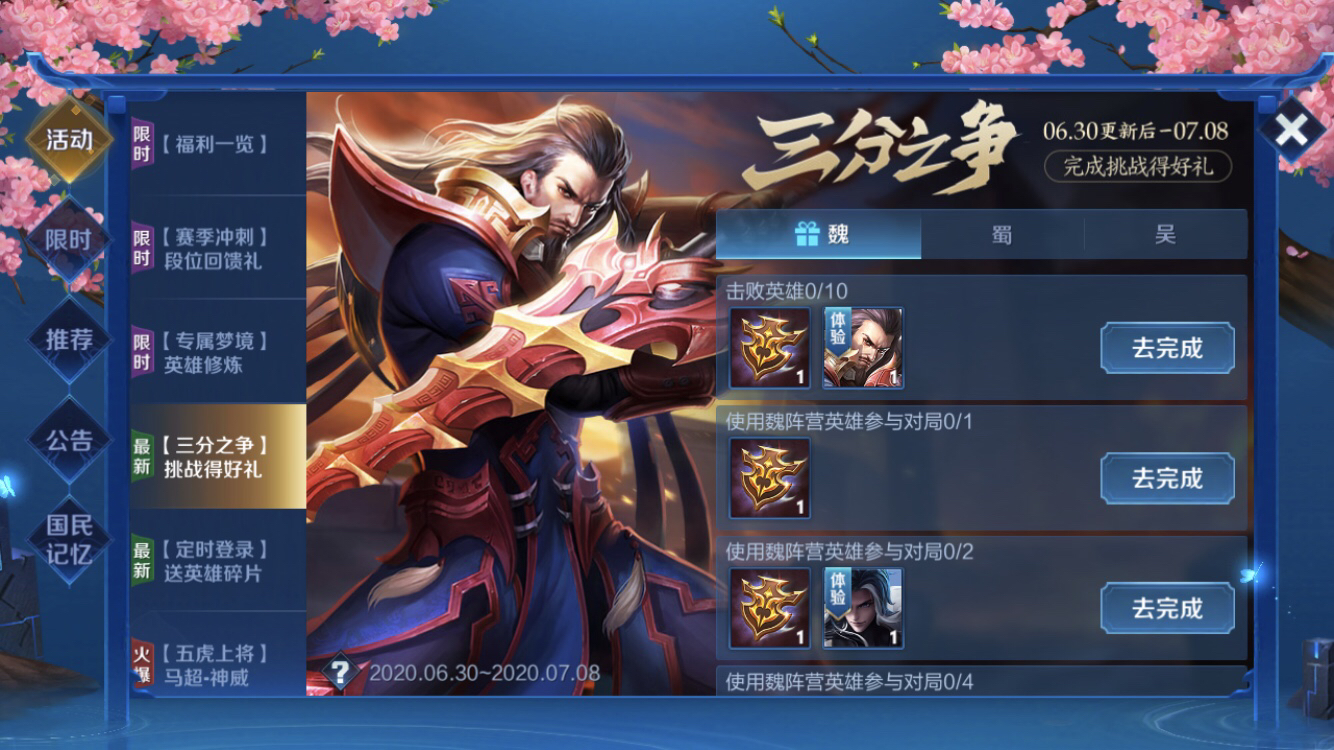 活动
限时
推荐
公告
国民
记忆
限时
【福利一览】
限时
【赛季冲刺】
段位回馈礼
限时
【专属梦境】
英雄修炼
最新
【三分之争】
挑战得好礼
最新
【定时登录】
送英雄碎片
火爆
【五虎上将】
马超-神威
三分之争
06.30更新后-07.08
完成挑战得好礼
魏
蜀
吴
击败英雄0/10
1
体验
1
去完成
使用魏阵营英雄参与对局0/1
1
去完成
使用魏阵营英雄参与对局0/2
1
体验
1
去完成
使用魏阵营英雄参与对局0/4
?
2020.06.30~2020.07.08